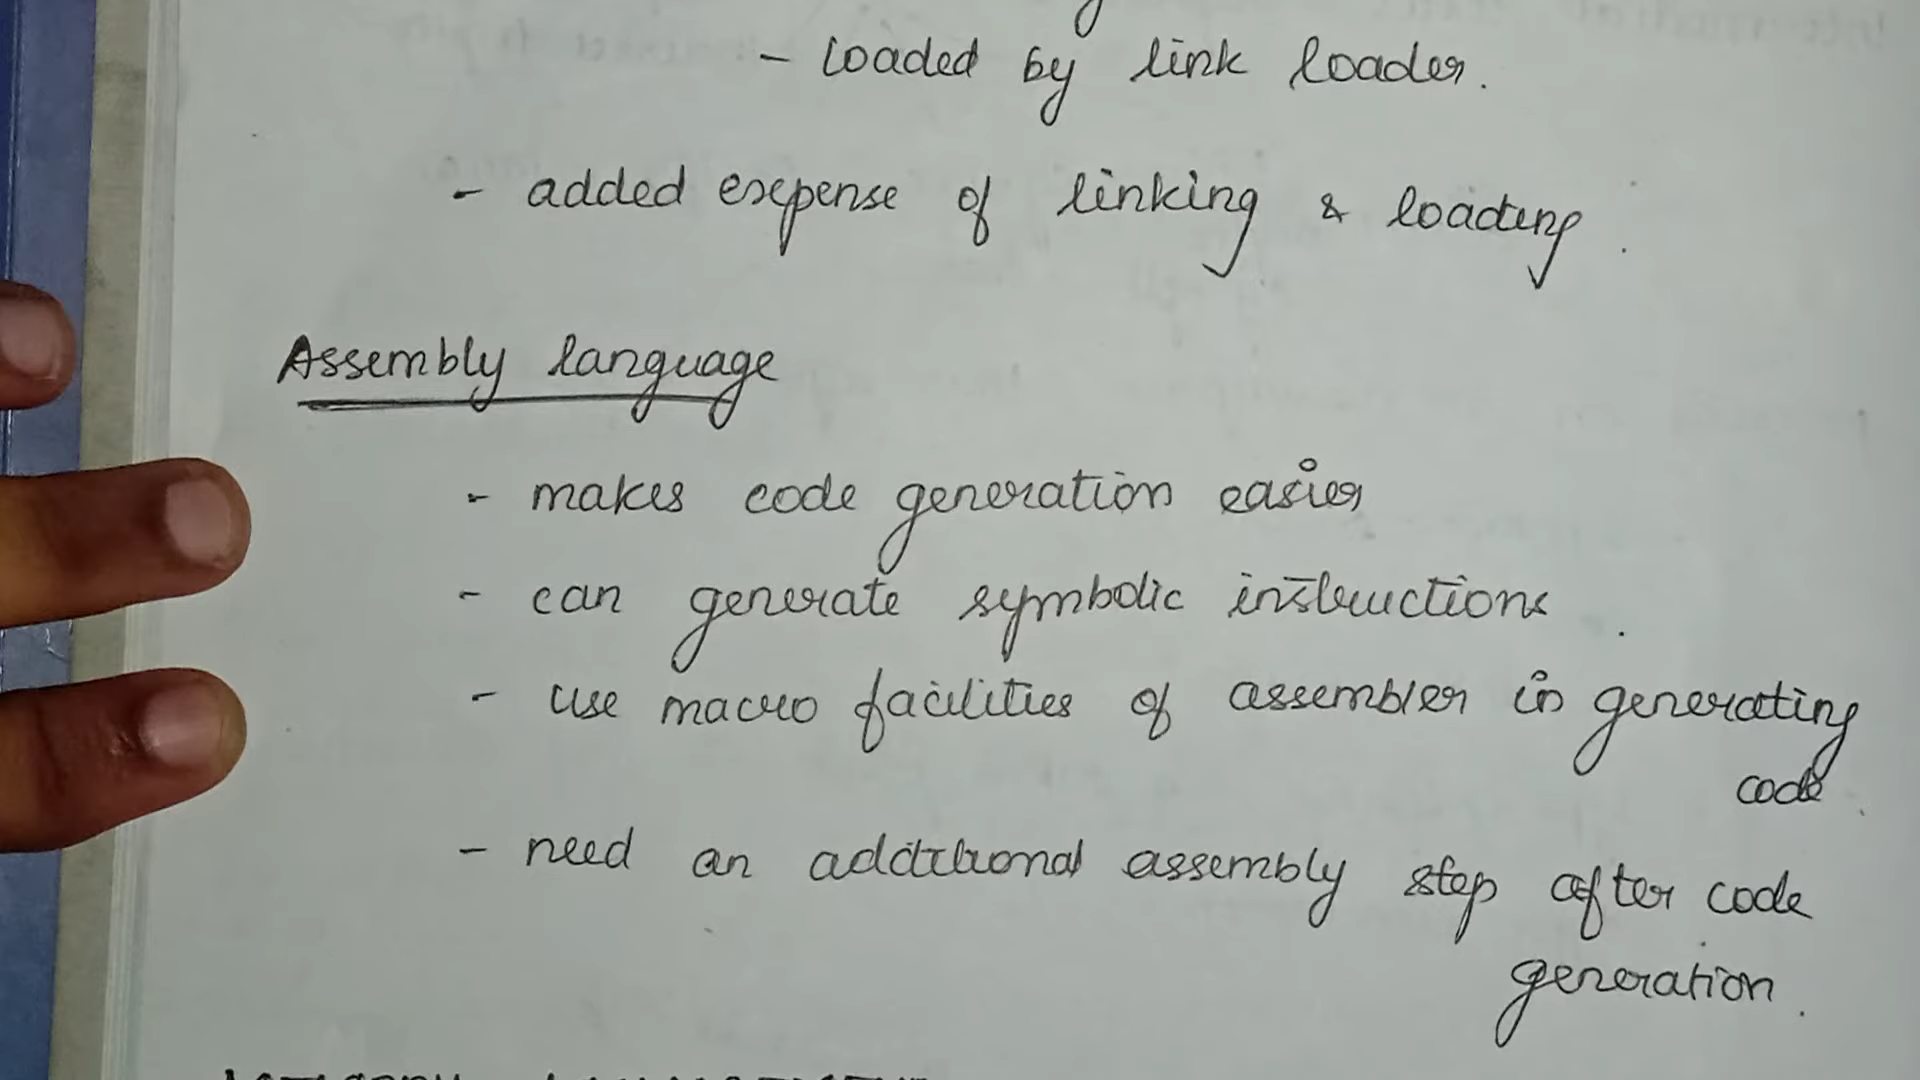 - loaded by link loader.
- added expense of linking & loading.
Assembly language
- makes code generation easier
- can generate symbolic instructions.
- use macro facilities of assembler in generating
code.
- need an additional assembly step after code
generation.